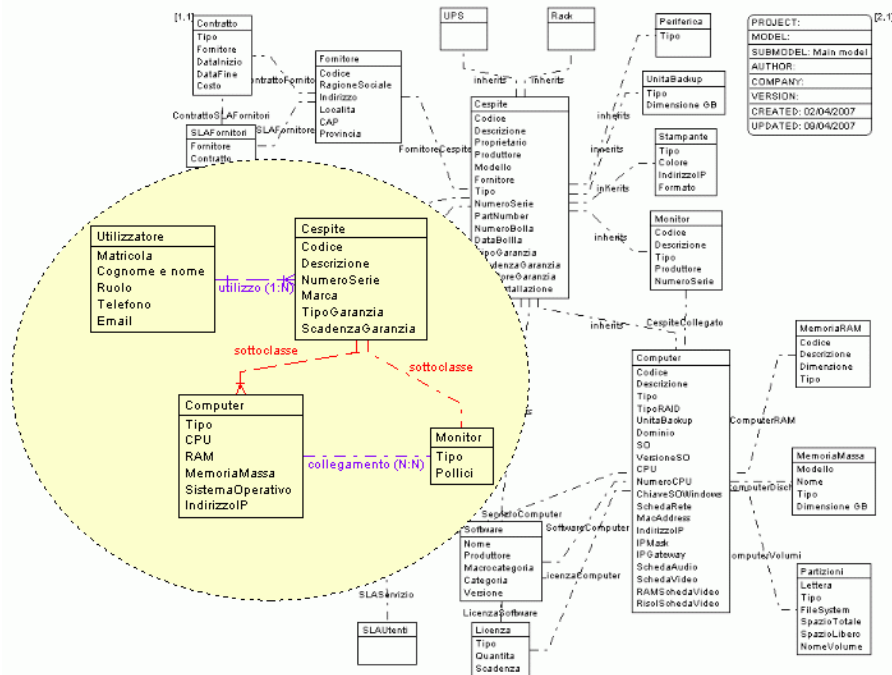 [1,1]
Contratto
Tipo
Fornitore
DataInizio
DataFine
Costo
ContrattoSLAFornitori
SLAFornitori
Fornitore
Contratto
SLAFornitore
Fornitore
Codice
RagioneSociale
Indirizzo
Localita
CAP
Provincia
FornitoreCespite
UPS
Rack
inherits
inherits
Cespite
Codice
Descrizione
Proprietario
Produttore
Modello
Fornitore
Tipo
NumeroSerie
PartNumber
NumeroBolla
DataBollla
Periferica
Tipo
inherits
UnitaBackup
Tipo
Dimensione GB
inherits
Stampante
Tipo
Colore
IndirizzoIP
Formato
inherits
inherits
Monitor
Codice
Descrizione
Tipo
Produttore
NumeroSerie
inherits
CespiteCollegato
[2,1]
PROJECT:
MODEL:
SUBMODEL: Main model
AUTHOR:
COMPANY:
VERSION:
CREATED: 02/04/2007
UPDATED: 09/04/2007
Utilizzatore
Matricola
Cognome e nome
Ruolo
Telefono
Email
utilizzo (1:N)
Cespite
Codice
Descrizione
NumeroSerie
Marca
TipoGaranzia
ScadenzaGaranzia
sottoclasse
sottoclasse
Computer
Tipo
CPU
RAM
MemoriaMassa
SistemaOperativo
IndirizzoIP
collegamento (N:N)
Monitor
Tipo
Pollici
Computer
Codice
Descrizione
Tipo
TipoRAID
UnitaBackup
Dominio
SO
VersioneSO
CPU
NumeroCPU
ChiaveSOWindows
SchedaRete
MacAddress
IndirizzoIP
IPMask
IPGateway
SchedaAudio
SchedaVideo
RAMSchedaVideo
RisolSchedaVideo
ComputerRAM
MemoriaRAM
Codice
Descrizione
Dimensione
Tipo
MemoriaMassa
Modello
Nome
Tipo
Dimensione GB
Partizioni
Lettera
Tipo
FileSystem
SpazioTotale
SpazioLibero
NomeVolume
SoftwareComputer
Software
Nome
Produttore
Macrocategoria
Categoria
Versione
LicenzaSoftware
Licenza
Tipo
Quantita
Scadenza
SLAServizio
SLAUtenti